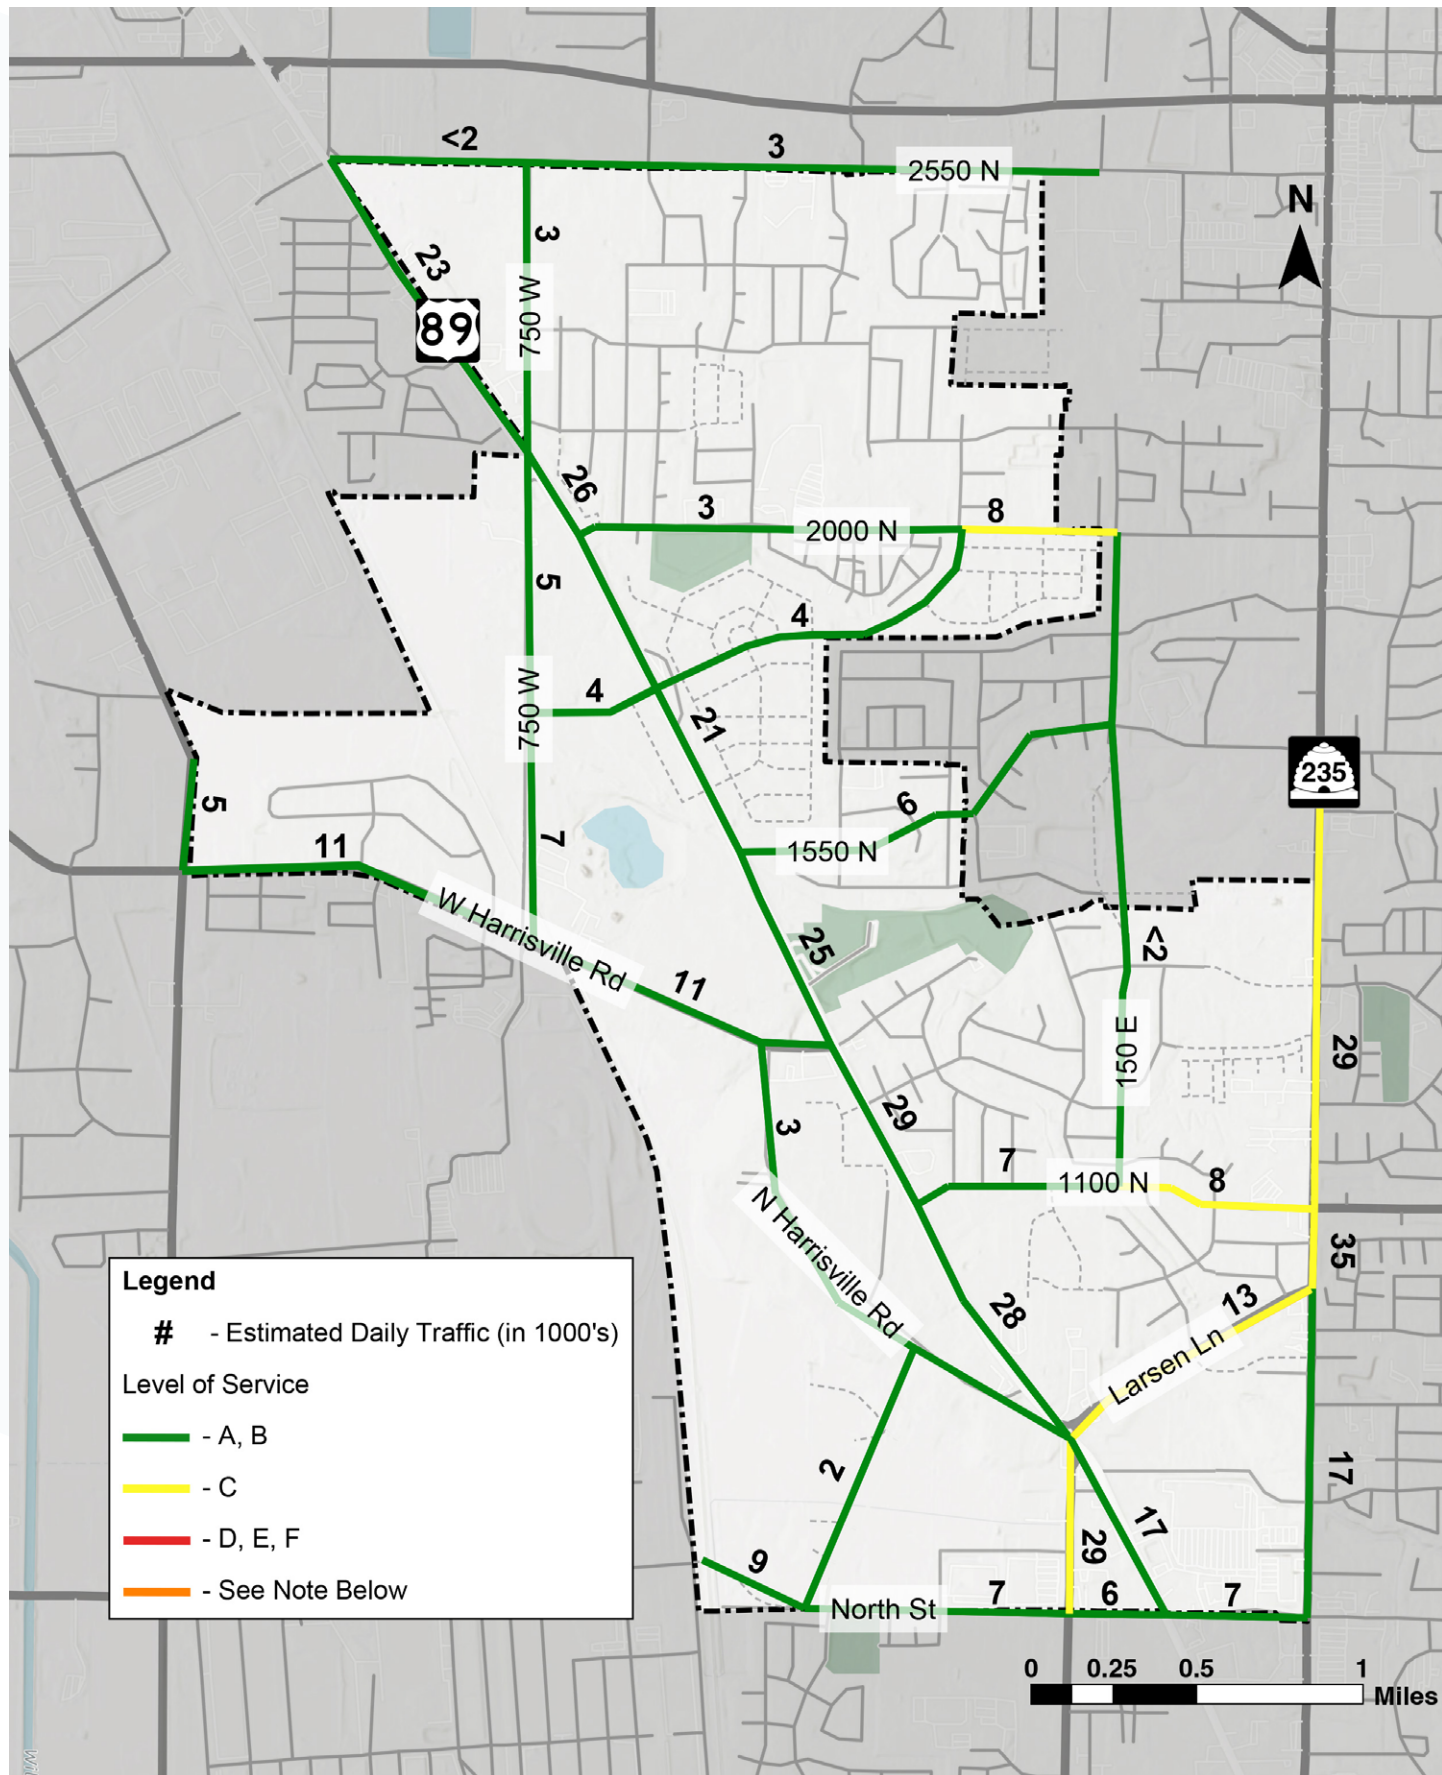 <2
3
2550 N
N
3
23
89
750 W
26
3
8
2000 N
5
4
4
750 W
21
235
5
6
11
7
1550 N
W Harrisville Rd
25
<2
11
29
150 E
29
3
7
1100 N
8
N Harrisville Rd
35
28
13
Larsen Ln
Legend
# - Estimated Daily Traffic (in 1000's)
Level of Service
- A, B
- C
- D, E, F
- See Note Below
2
17
17
29
9
7
6
7
North St
0 0.25 0.5 1
Miles